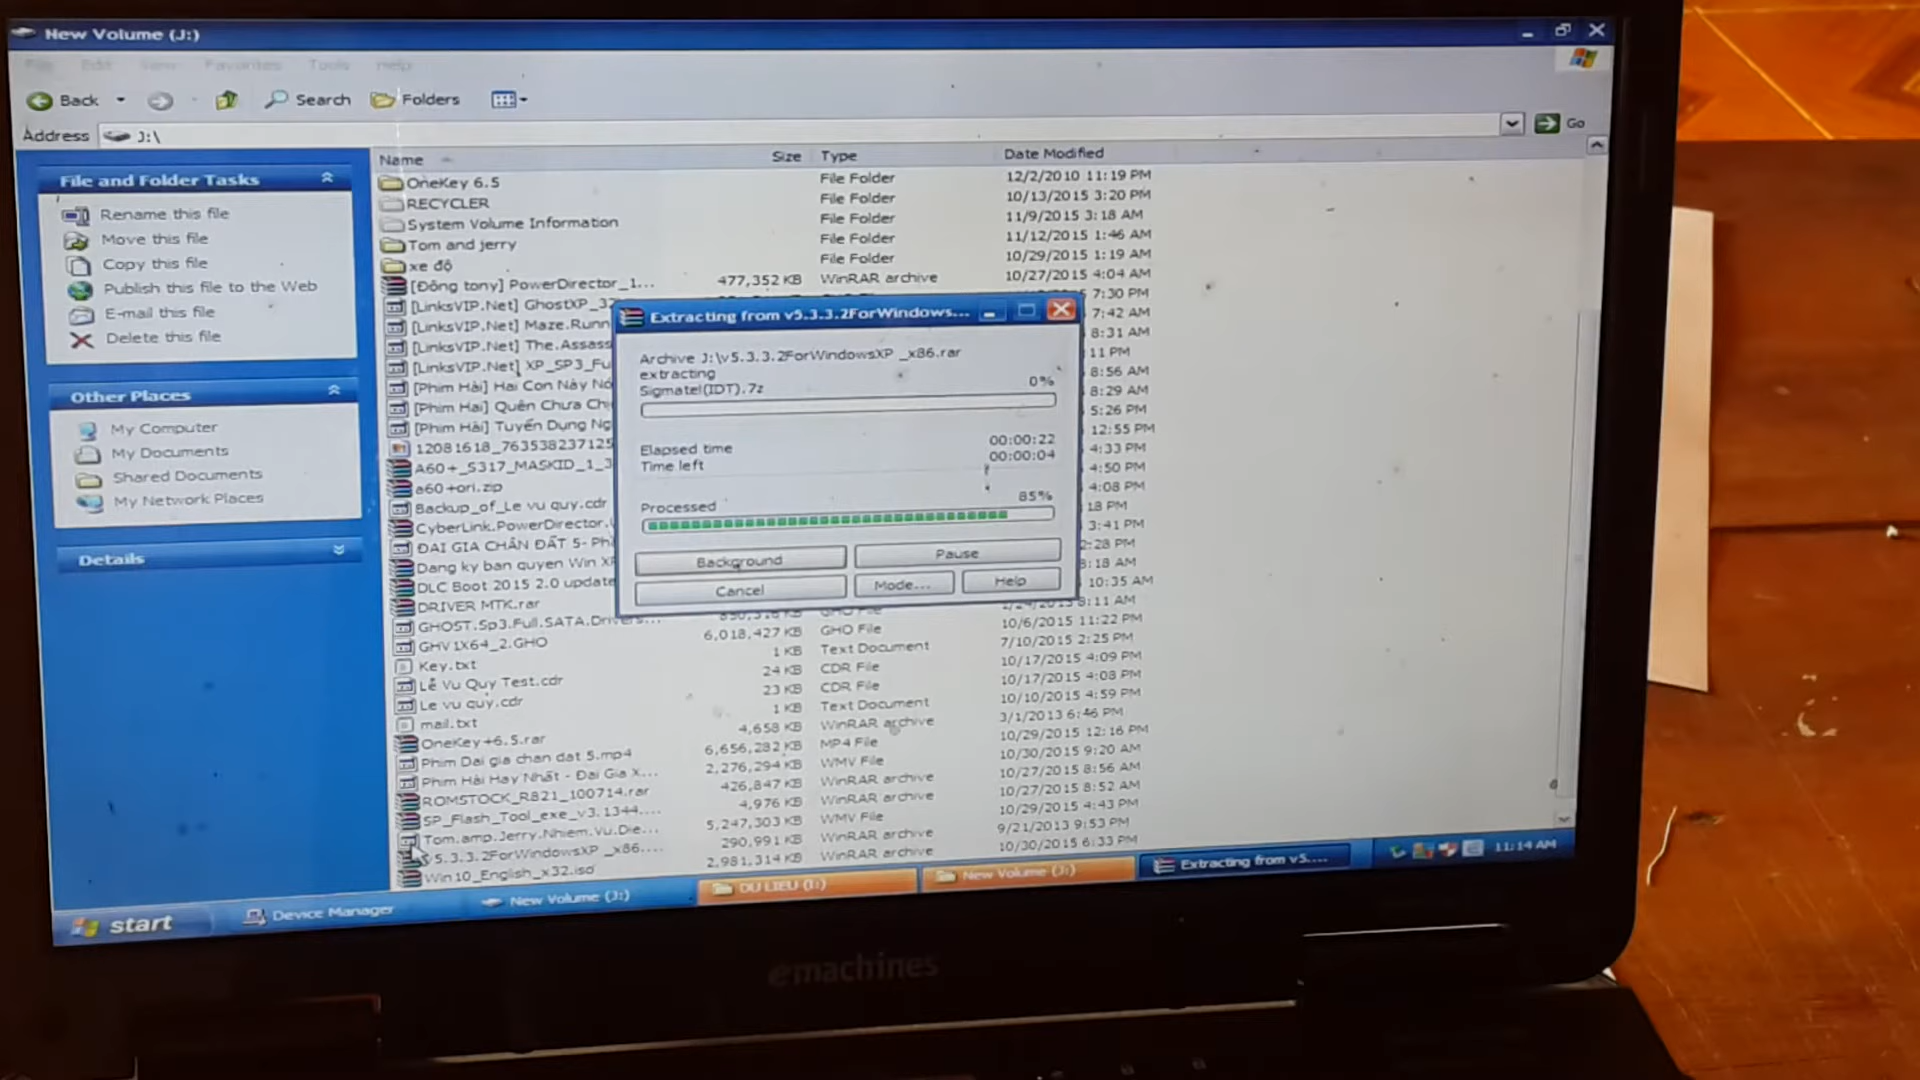 New Volume (J:)
File Edit View Favorites Tools Help
Back Search Folders
Address J:\ Go
Name Size Type Date Modified
File and Folder Tasks
Rename this file
Move this file
Copy this file
Publish this file to the Web
E-mail this file
Delete this file
Other Places
My Computer
My Documents
Shared Documents
My Network Places
Details
OneKey 6.5 File Folder 12/2/2010 11:19 PM
RECYCLER File Folder 10/13/2015 3:20 PM
System Volume Information File Folder 11/9/2015 3:18 AM
Tom and jerry File Folder 11/12/2015 1:46 AM
xe độ File Folder 10/29/2015 1:19 AM
[Đông tony] PowerDirector_1... 477,352 KB WinRAR archive 10/27/2015 4:04 AM
[LinksVIP.Net] GhostXP_32 7:30 PM
[LinksVIP.Net] Maze.Runn 7:42 PM
[LinksVIP.Net] The.Assass 8:31 AM
[LinksVIP.Net] XP_SP3_Fu 11 PM
[Phim Hài] Hai Con Này Nó 8:56 AM
[Phim Hai] Quên Chưa Chị 8:29 AM
[Phim Hai] Tuyển Dụng Ng 5:26 PM
12081618_763538237125 12:55 PM
A60+_S317_MASKID_1_3 4:33 PM
a60+ori.zip 4:50 PM
Backup_of_Le vu quy.cdr 4:08 PM
CyberLink.PowerDirector. 18 PM
ĐAI GIA CHÂN ĐẤT 5- Ph 3:41 PM
Dang ky ban quyen Win XP 2:28 PM
DLC Boot 2015 2.0 update 8:18 AM
DRIVER MTK.rar 10:35 AM
GHOST.Sp3.Full.SATA.Drivers... GHO File 8:11 AM
GHV1X64_2.GHO 6,018,427 KB GHO File 10/6/2015 11:22 PM
Key.txt 1 KB Text Document 7/10/2015 2:25 PM
Lễ Vu Quy Test.cdr 24 KB CDR File 10/17/2015 4:09 PM
Le vu quy.cdr 23 KB CDR File 10/17/2015 4:08 PM
mail.txt 1 KB Text Document 10/10/2015 4:59 PM
OneKey+6.5.rar 4,658 KB WinRAR archive 3/1/2013 6:46 PM
Phim Dai gia chan dat 5.mp4 6,656,282 KB MP4 File 10/29/2015 12:16 PM
Phim Hài Hay Nhất - Đại Gia X... 2,276,294 KB WMV File 10/30/2015 9:20 AM
ROMSTOCK_R821_100714.rar 426,847 KB WinRAR archive 10/27/2015 8:56 AM
SP_Flash_Tool_exe_v3.1344.... 4,976 KB WinRAR archive 10/27/2015 8:52 AM
Tom.amp.Jerry.Nhiem.Vu.Die... 5,247,303 KB WMV File 10/29/2015 4:43 PM
v5.3.3.2ForWindowsXP _x86.... 290,991 KB WinRAR archive 9/21/2013 9:53 PM
Win10_English_x32.iso 2,981,314 KB WinRAR archive 10/30/2015 6:33 PM
Extracting from v5.3.3.2ForWindows...
Archive J:\v5.3.3.2ForWindowsXP _x86.rar
extracting
Sigmatel(IDT).7z 0%
Elapsed time 00:00:22
Time left 00:00:04
Processed 85%
Background Pause
Cancel Mode... Help
start Device Manager New Volume (J:) DU LIEU (I:) New Volume (J:) Extracting from v5.... 11:14 AM
emachines